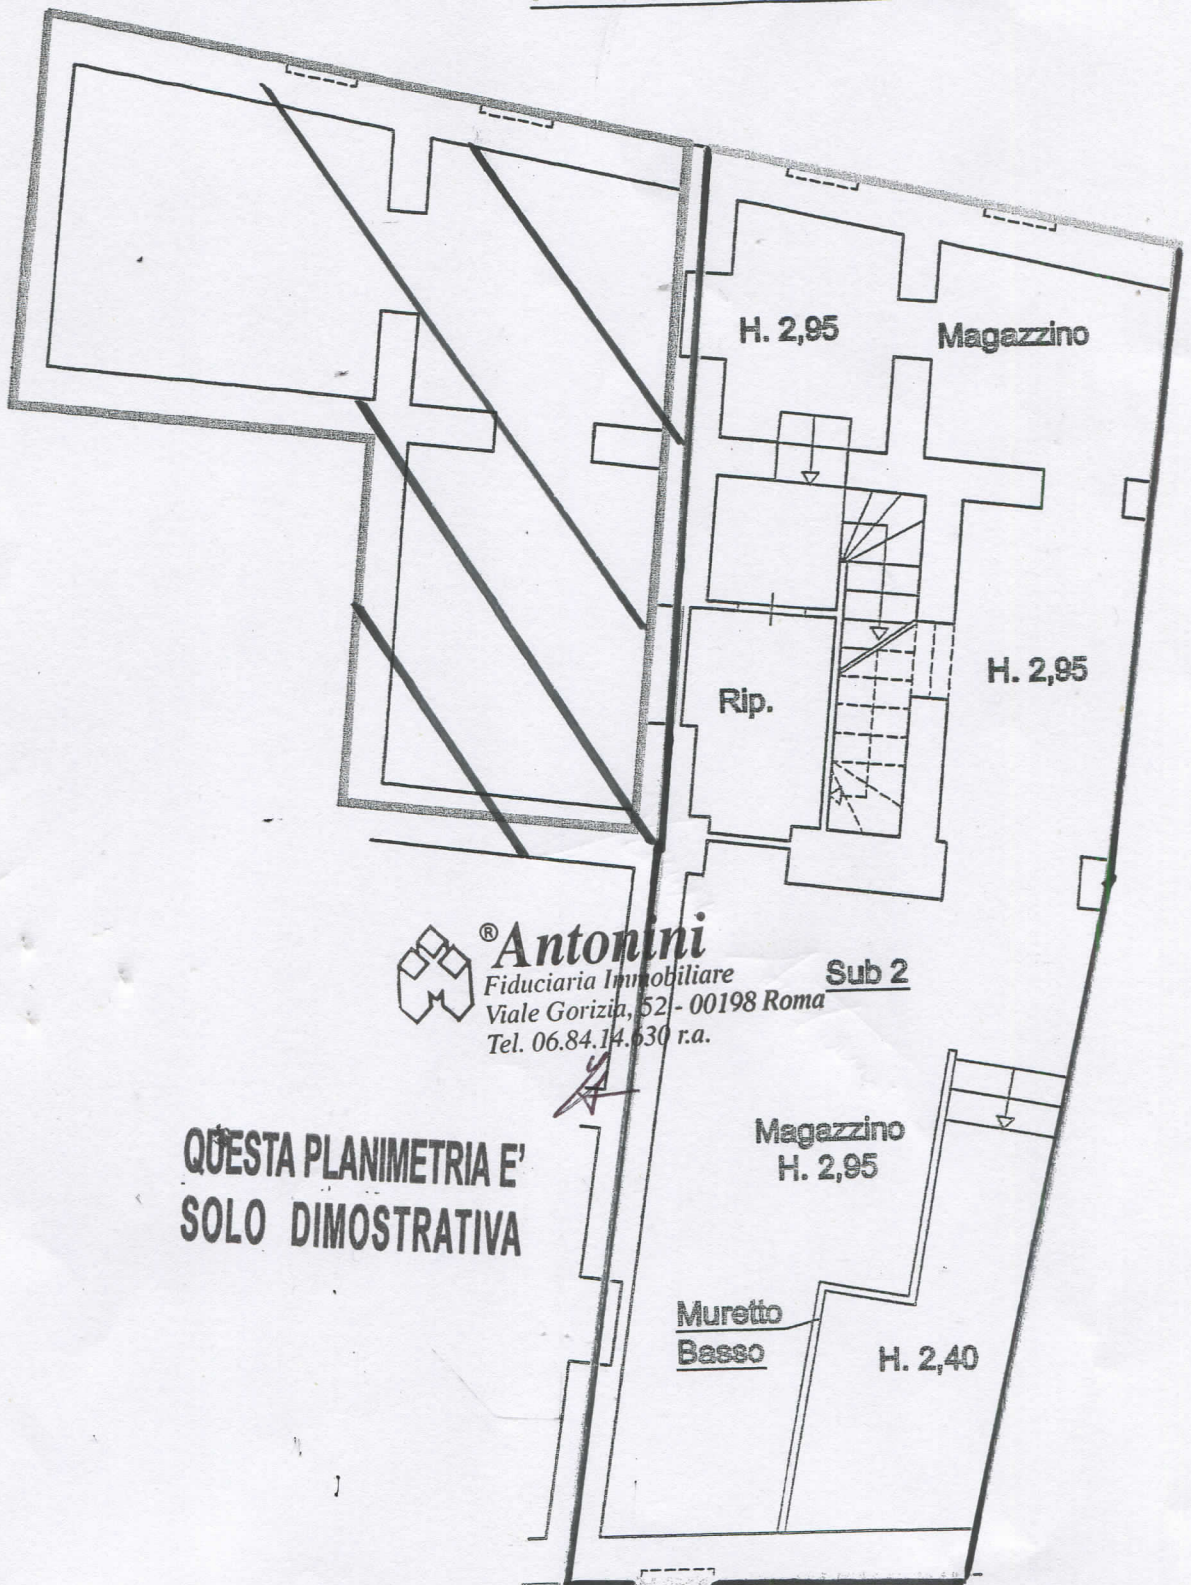 H. 2,95
Magazzino
H. 2,95
Rip.
® Antonini
Fiduciaria Immobiliare
Viale Gorizia, 52 - 00198 Roma
Tel. 06.84.14.630 r.a.
Sub 2
QUESTA PLANIMETRIA E'
SOLO DIMOSTRATIVA
Magazzino
H. 2,95
Muretto
Basso
H. 2,40